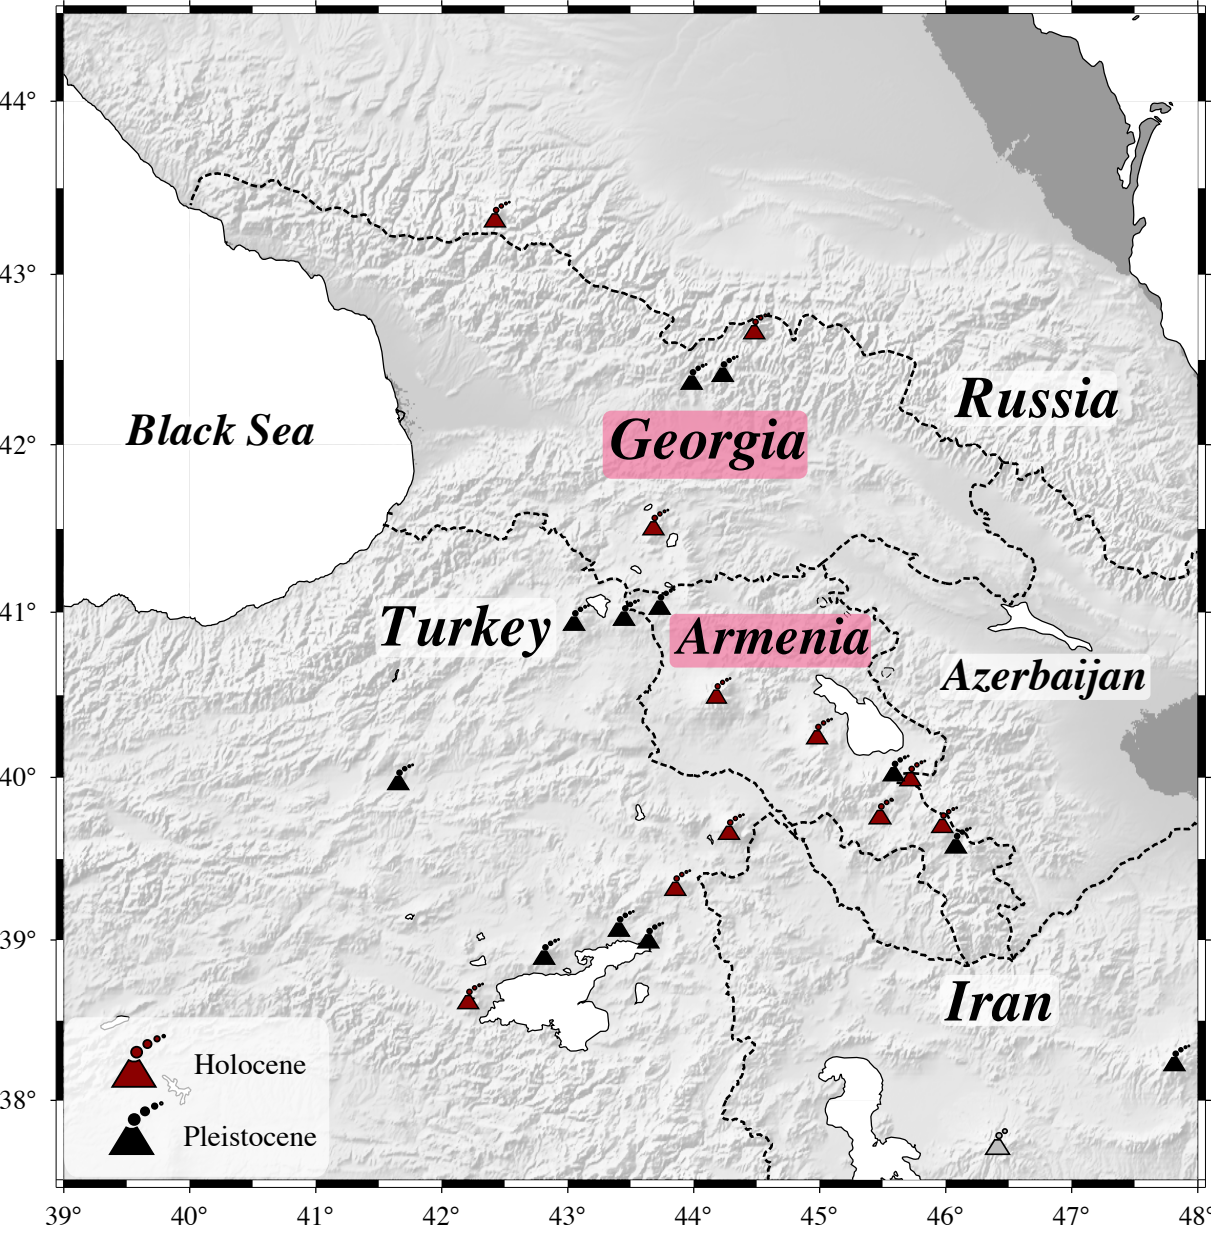 44°
43°
Russia
Black Sea
Georgia
42°
41°
Turkey
Armenia
Azerbaijan
40°
39°
Iran
Holocene
38°
Pleistocene
39° 40° 41° 42° 43° 44° 45° 46° 47° 48°